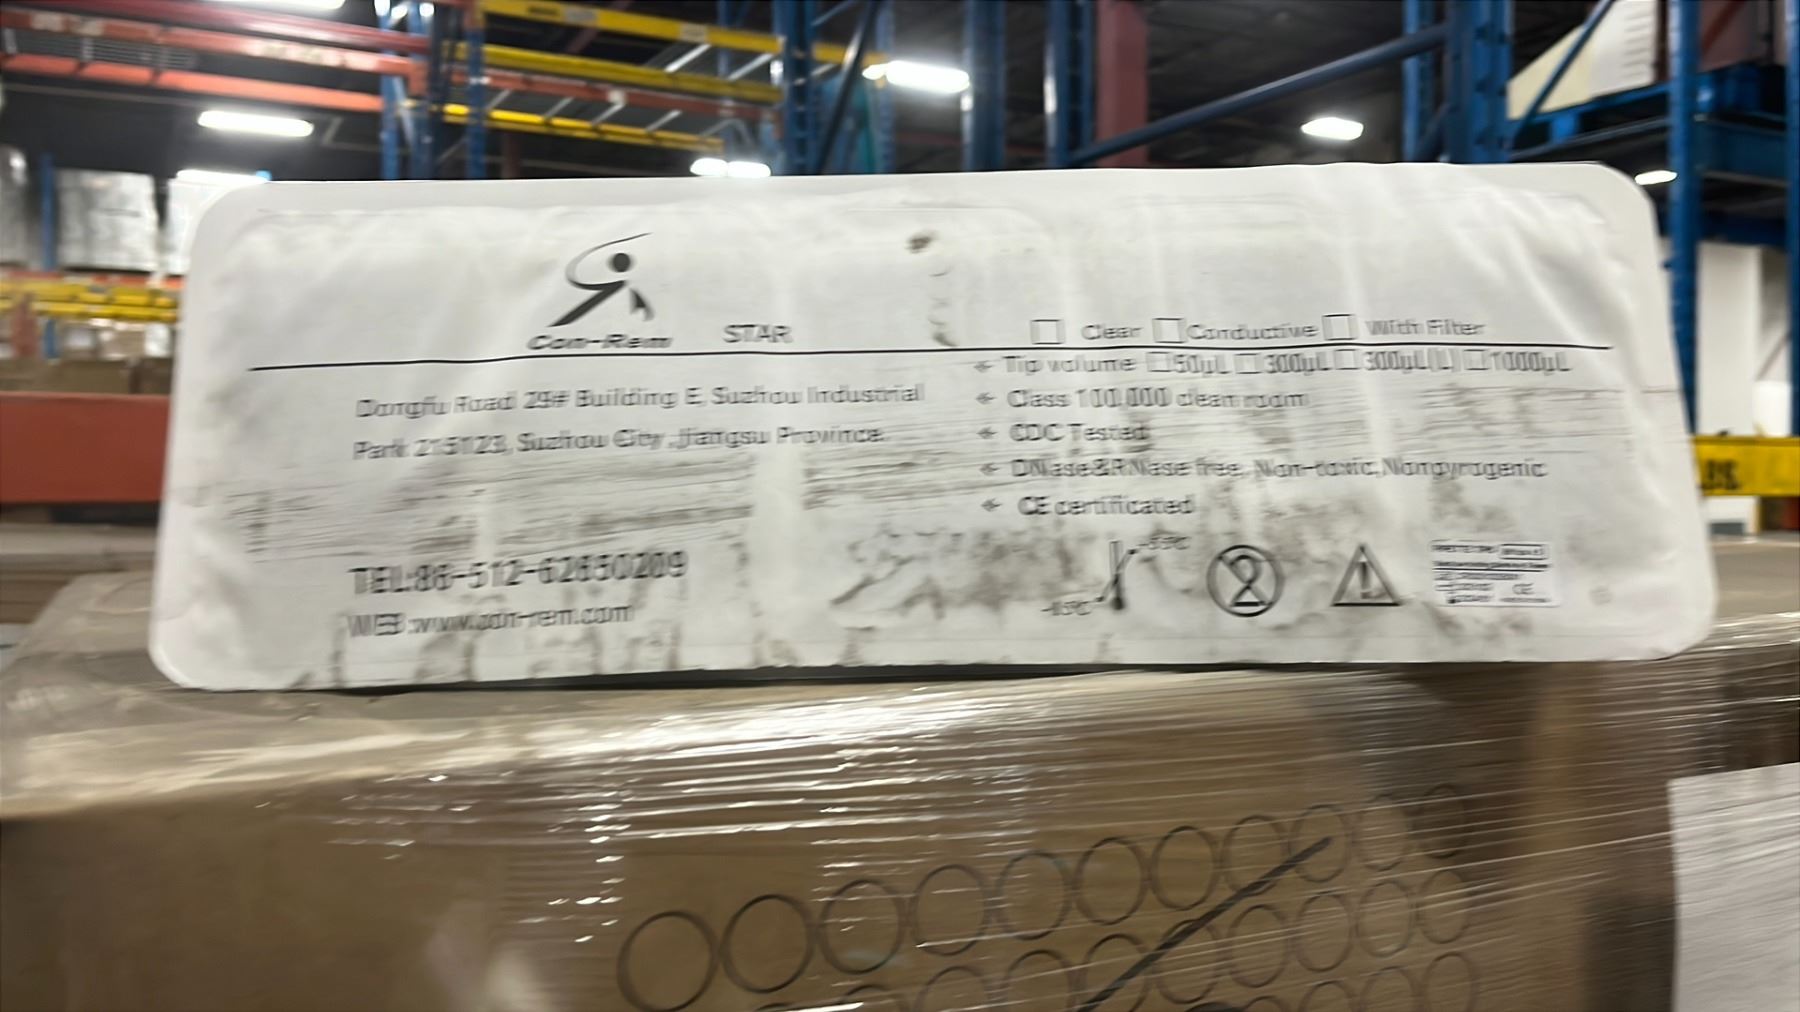 Con-Rem STAR
Clear Conductive With Filter
Tip volume 50μL 300μL 300μL(L) 1000μL
Dongfu Road 29# Building E, Suzhou Industrial
Park 215123, Suzhou City, Jiangsu Province.
Class 100,000 clean room
CDC Tested
DNase&RNase free, Non-toxic, Nonpyrogenic
CE certificated
TEL:86-512-62860209
WEB:www.con-rem.com
CE